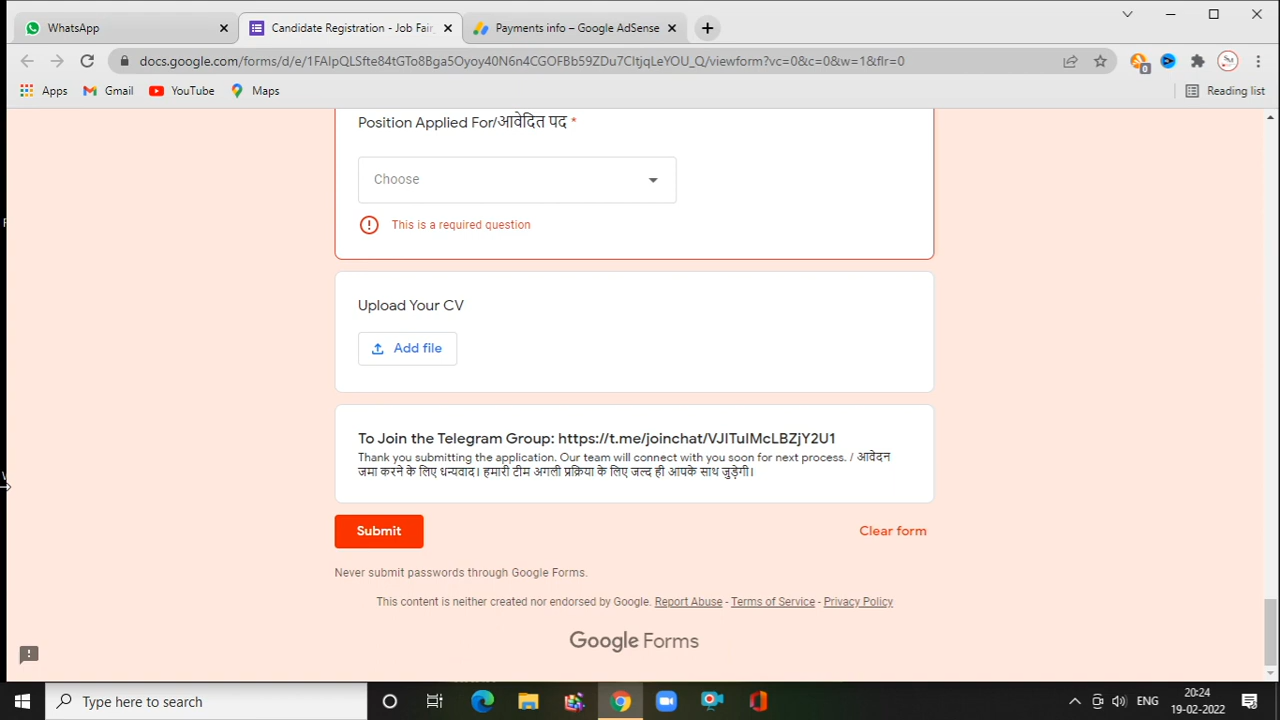 WhatsApp
Candidate Registration - Job Fair
Payments info – Google AdSense
docs.google.com/forms/d/e/1FAIpQLSfte84tGTo8Bga5Opoy40N6n4CGOFBb59ZDu7CItjqLeYOU_Q/viewform?vc=0&c=0&w=1&flr=0
0
Apps
Gmail
YouTube
Maps
Reading list
Position Applied For/आवेदित पद *
Choose
This is a required question
Upload Your CV
Add file
To Join the Telegram Group: https://t.me/joinchat/VJITuIMcLBZjY2U1
Thank you submitting the application. Our team will connect with you soon for next process. / आवेदन
जमा करने के लिए धन्यवाद। हमारी टीम अगली प्रक्रिया के लिए जल्द ही आपके साथ जुड़ेगी।
Submit
Clear form
Never submit passwords through Google Forms.
This content is neither created nor endorsed by Google. Report Abuse - Terms of Service - Privacy Policy
Google Forms
Type here to search
ENG
20:24
19-02-2022